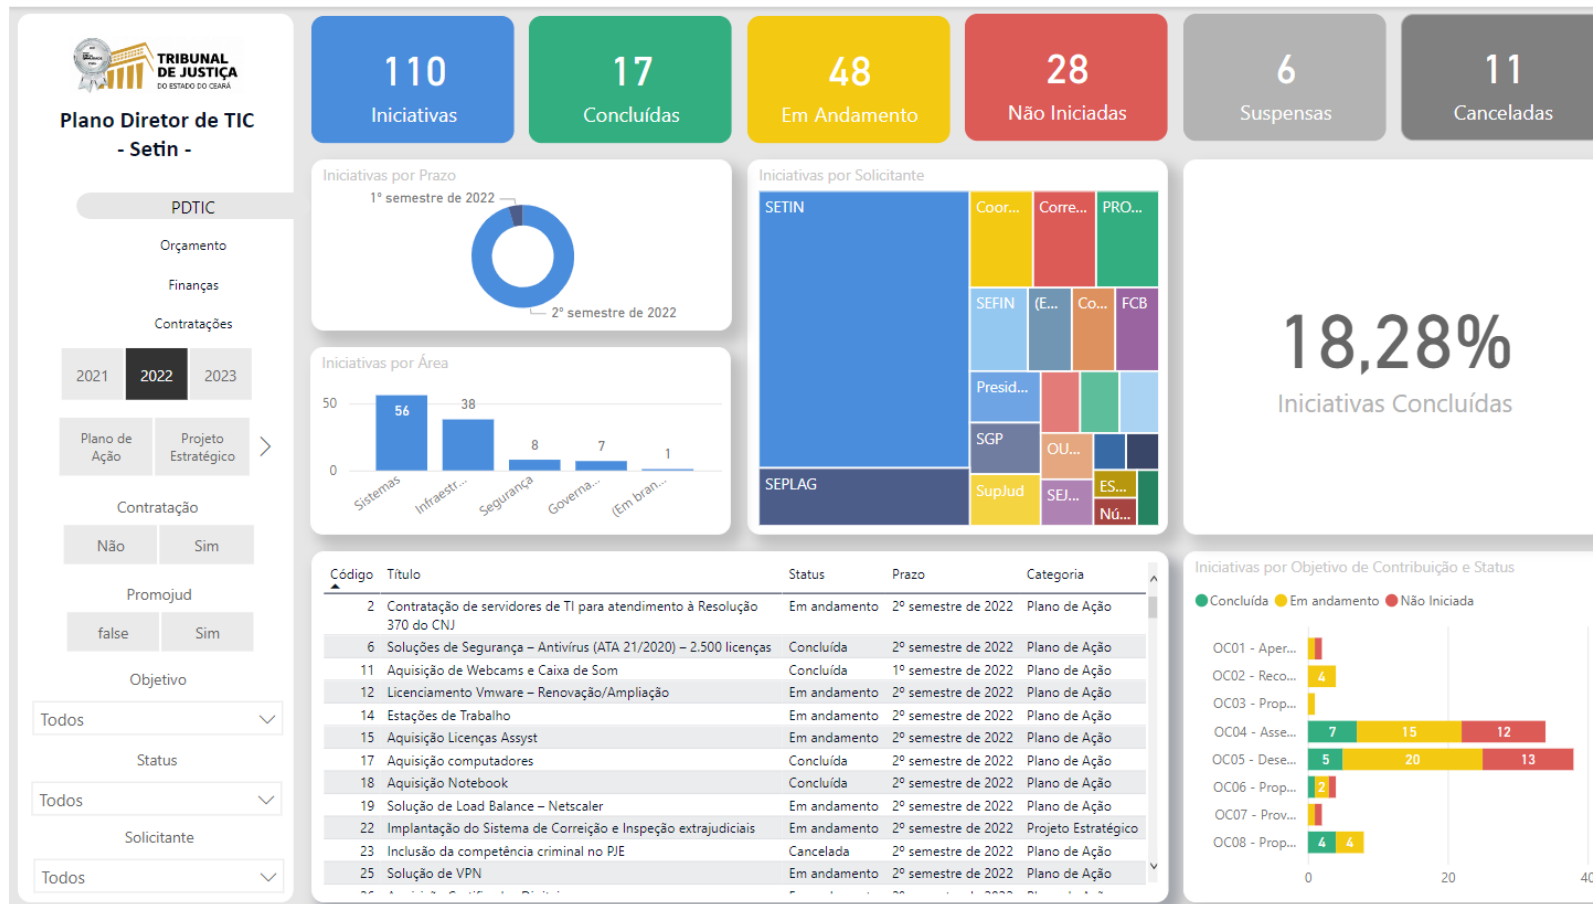 TRIBUNAL
DE JUSTIÇA
DO ESTADO DO CEARÁ
Plano Diretor de TIC
- Setin -
PDTIC
Orçamento
Finanças
Contratações
2021
2022
2023
Plano de
Ação
Projeto
Estratégico
Contratação
Não
Sim
Promojud
false
Sim
Objetivo
Todos
Status
Todos
Solicitante
Todos
110
Iniciativas
17
Concluídas
48
Em Andamento
28
Não Iniciadas
6
Suspensas
11
Canceladas
Iniciativas por Prazo
1º semestre de 2022
2º semestre de 2022
Iniciativas por Área
50
0
56
38
8
7
1
Sistemas
Infraestr...
Segurança
Governa...
(Em bran...
Iniciativas por Solicitante
SETIN
SEPLAG
Coor...
Corre...
PRO...
SEFIN
(E...
Co...
FCB
Presid...
SGP
SupJud
OU...
SEJ...
ES...
Nú...
18,28%
Iniciativas Concluídas
Código Título Status Prazo Categoria
2 Contratação de servidores de TI para atendimento à Resolução 
370 do CNJ Em andamento 2º semestre de 2022 Plano de Ação
6 Soluções de Segurança – Antivírus (ATA 21/2020) – 2.500 licenças Concluída 2º semestre de 2022 Plano de Ação
11 Aquisição de Webcams e Caixa de Som Concluída 1º semestre de 2022 Plano de Ação
12 Licenciamento Vmware – Renovação/Ampliação Em andamento 2º semestre de 2022 Plano de Ação
14 Estações de Trabalho Em andamento 2º semestre de 2022 Plano de Ação
15 Aquisição Licenças Assyst Em andamento 2º semestre de 2022 Plano de Ação
17 Aquisição computadores Concluída 2º semestre de 2022 Plano de Ação
18 Aquisição Notebook Concluída 2º semestre de 2022 Plano de Ação
19 Solução de Load Balance – Netscaler Em andamento 2º semestre de 2022 Plano de Ação
22 Implantação do Sistema de Correição e Inspeção extrajudiciais Em andamento 2º semestre de 2022 Projeto Estratégico
23 Inclusão da competência criminal no PJE Cancelada 2º semestre de 2022 Plano de Ação
25 Solução de VPN Em andamento 2º semestre de 2022 Plano de Ação
Iniciativas por Objetivo de Contribuição e Status
Concluída Em andamento Não Iniciada
OC01 - Aper...
OC02 - Reco... 4
OC03 - Prop...
OC04 - Asse... 7 15 12
OC05 - Dese... 5 20 13
OC06 - Prop... 2
OC07 - Prov...
OC08 - Prop... 4 4
0 20 40